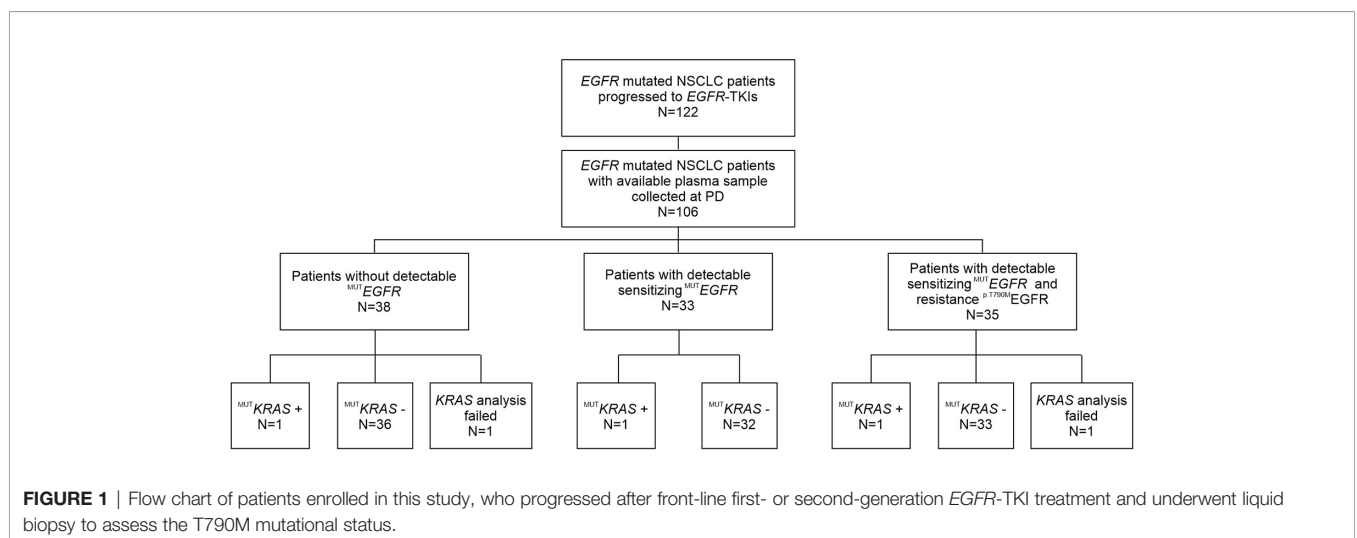 EGFR mutated NSCLC patients
progressed to EGFR-TKIs
N=122
EGFR mutated NSCLC patients
with available plasma sample
collected at PD
N=106
Patients without detectable
MUTEGFR
N=38
Patients with detectable
sensitizing MUTEGFR
N=33
Patients with detectable
sensitizing MUTEGFR and
resistance p.T790MEGFR
N=35
MUTKRAS +
N=1
MUTKRAS -
N=36
KRAS analysis
failed
N=1
MUTKRAS +
N=1
MUTKRAS -
N=32
MUTKRAS +
N=1
MUTKRAS -
N=33
KRAS analysis
failed
N=1
FIGURE 1 | Flow chart of patients enrolled in this study, who progressed after front-line first- or second-generation EGFR-TKI treatment and underwent liquid
biopsy to assess the T790M mutational status.